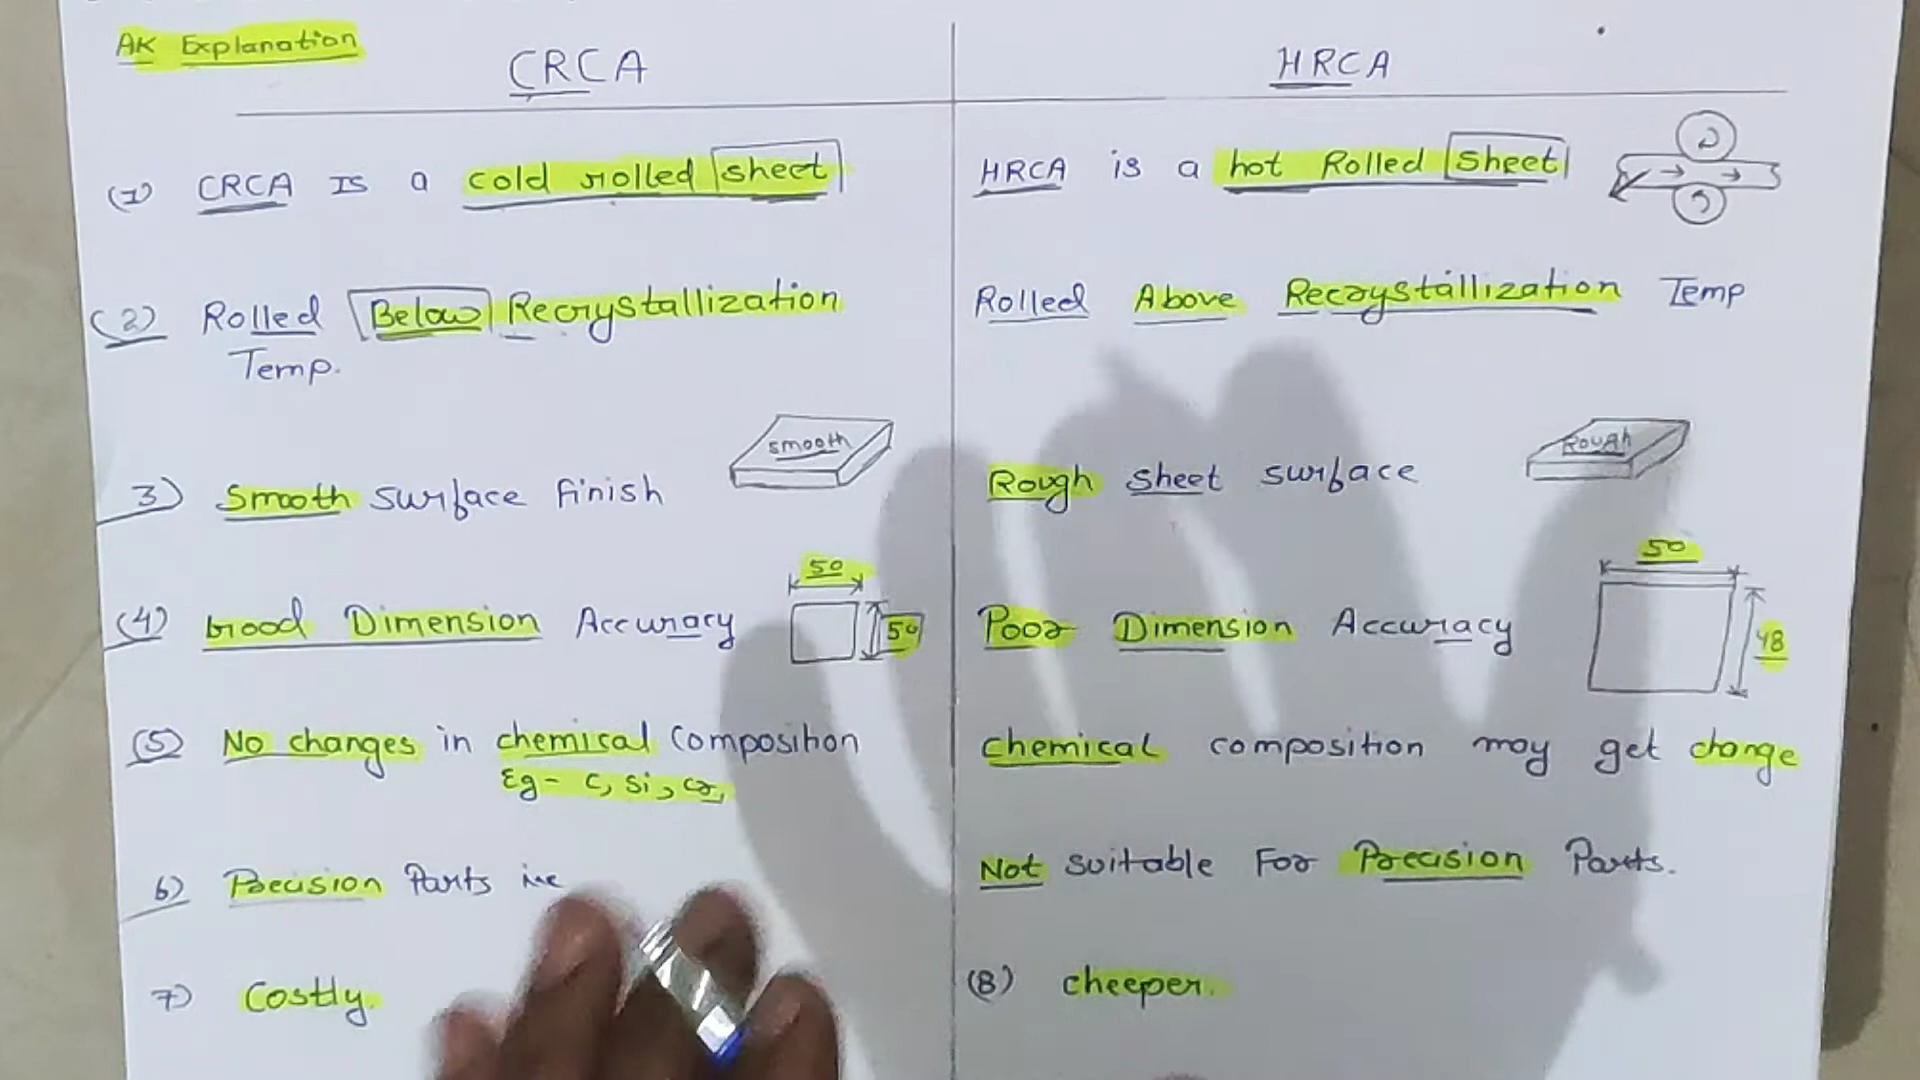 AK Explanation
CRCA
HRCA
(1) CRCA IS a cold rolled sheet
HRCA is a hot Rolled Sheet
(2) Rolled Below Recrystallization
Temp.
Rolled Above Recrystallization Temp
smooth
3) Smooth surface finish
Rough
Rough sheet surface
50
50
(4) Good Dimension Accuracy
50
48
Poor Dimension Accuracy
(5) No changes in chemical Composition
Eg- C, Si, Cr,
chemical composition may get change
6) Precision Parts
Not suitable For Precision Parts.
7) Costly.
(8) cheeper.